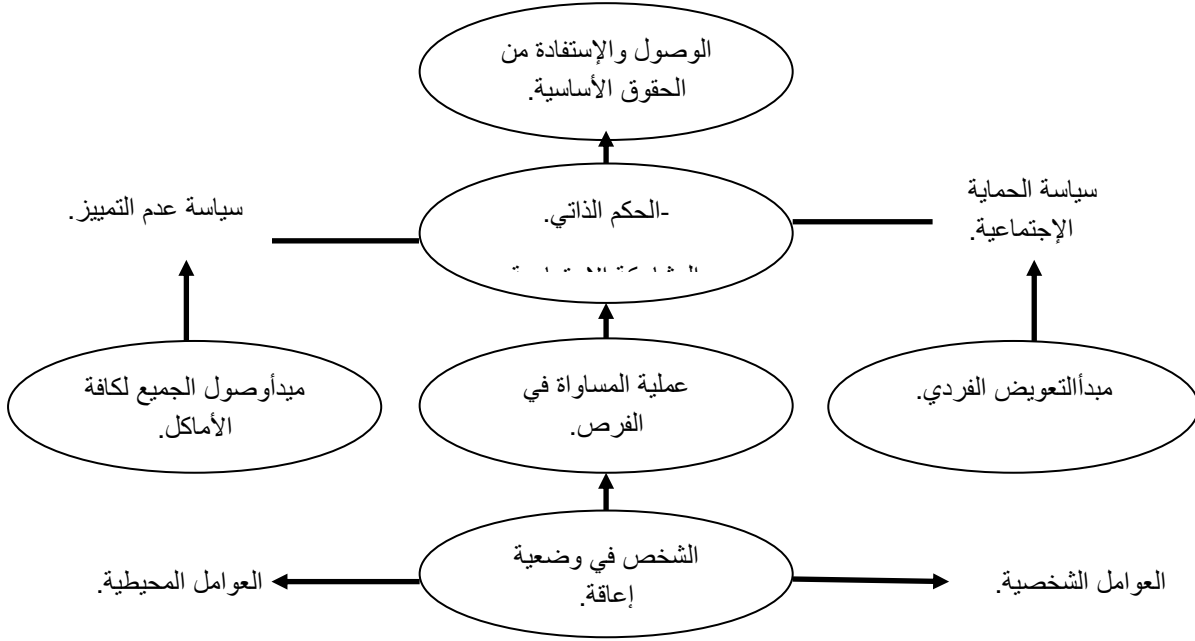 الوصول والإستفادة من
الحقوق الأساسية.
سياسة الحماية
الإجتماعية.
-الحكم الذاتي.
سياسة عدم التمييز.
مبدأالتعويض الفردي.
عملية المساواة في
الفرص.
مبدأوصول الجميع لكافة
الأماكل.
العوامل الشخصية.
الشخص في وضعية
إعاقة.
العوامل المحيطية.